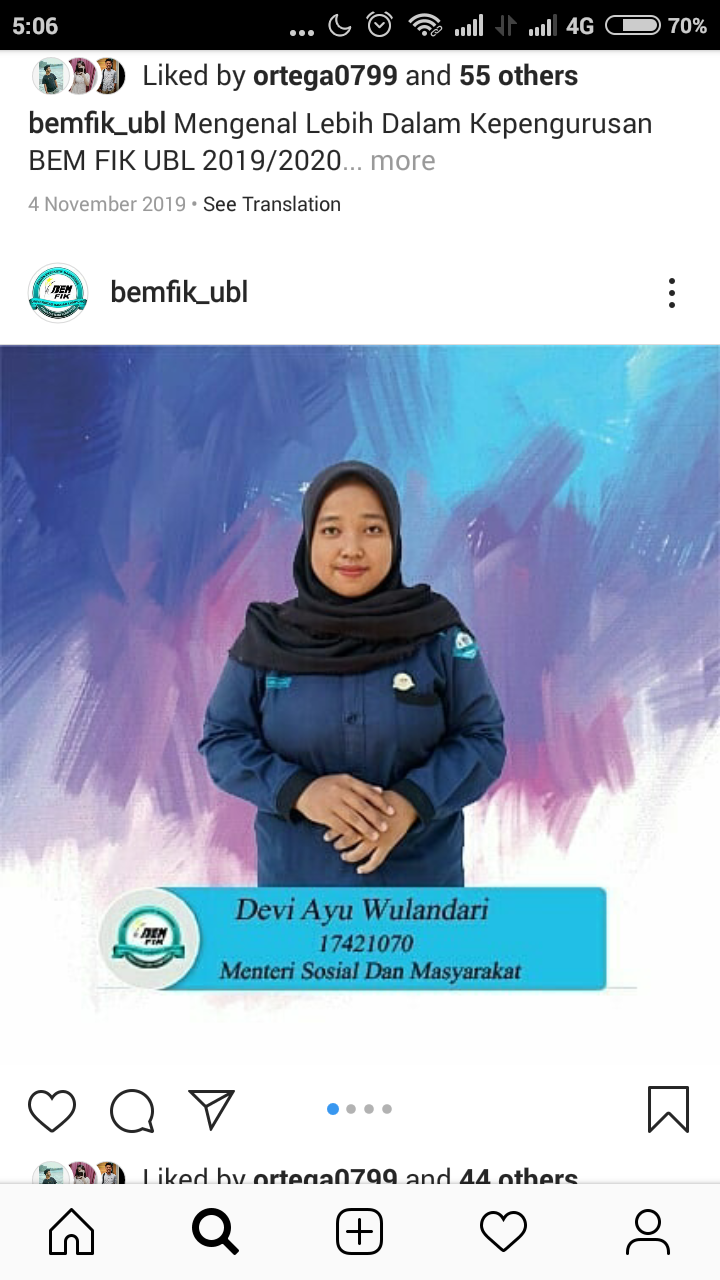 5:06 ... 4G 70%
Liked by ortega0799 and 55 others
bemfik_ubl Mengenal Lebih Dalam Kepengurusan
BEM FIK UBL 2019/2020... more
4 November 2019 • See Translation
BEM
FIK
bemfik_ubl
Devi Ayu Wulandari
17421070
Menteri Sosial Dan Masyarakat
BEM
FIK
Liked by ortega0799 and 44 others